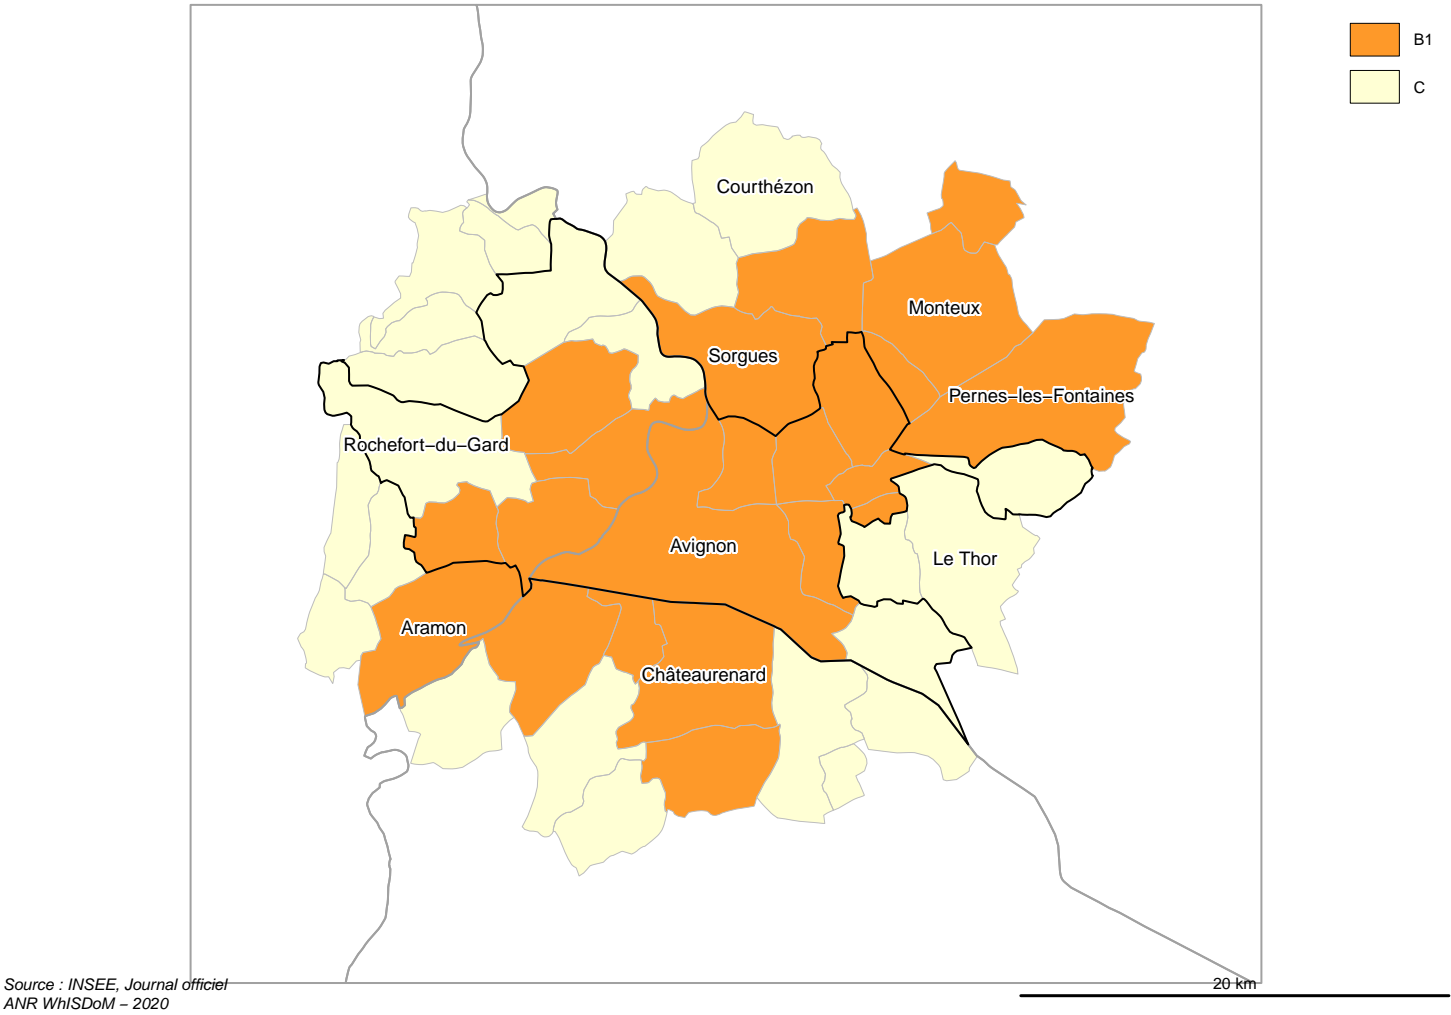 B1
C
Courthézon
Monteux
Sorgues
Pernes−les−Fontaines
Rochefort−du−Gard
Avignon
Le Thor
Aramon
Châteaurenard
Source : INSEE, Journal officiel
ANR WhISDoM − 2020
20 km